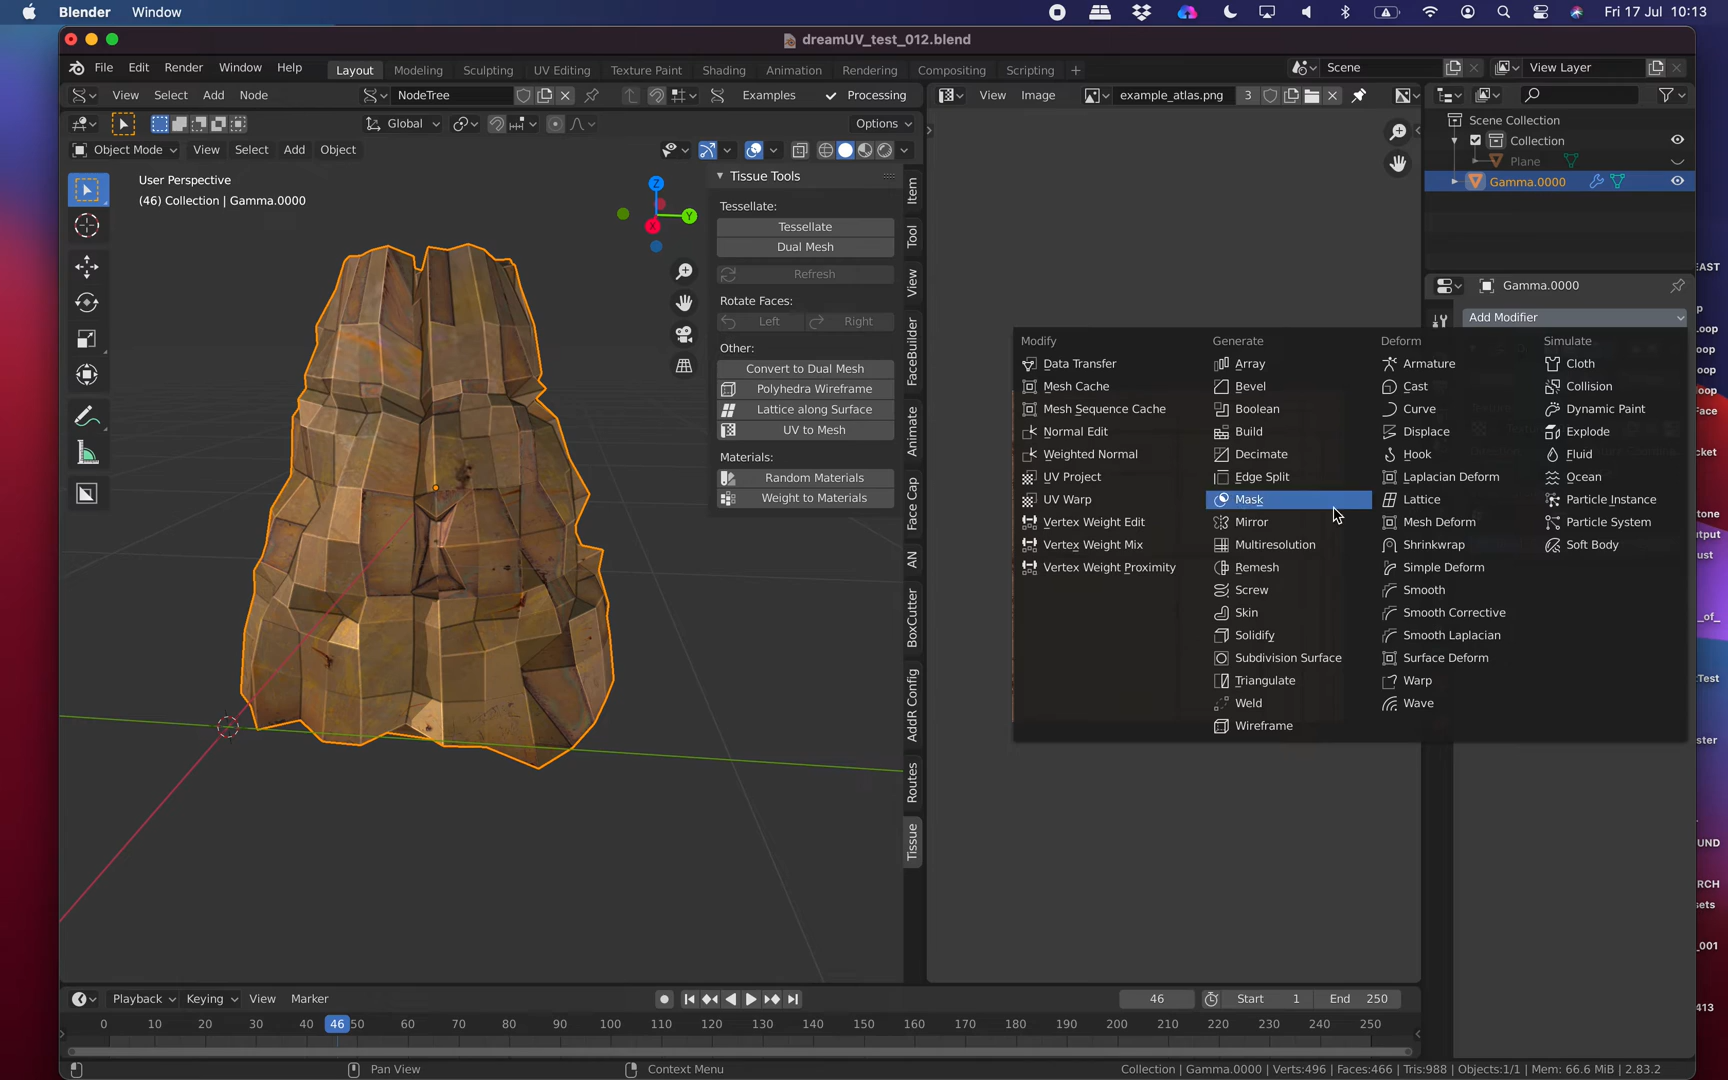 Blender Window Fri 17 Jul 10:13
dreamUV_test_012.blend
File Edit Render Window Help Layout Modeling Sculpting UV Editing Texture Paint Shading Animation Rendering Compositing Scripting + Scene View Layer
View Select Add Node NodeTree Examples Processing View Image example_atlas.png 3
Global Options
Object Mode View Select Add Object
User Perspective
(46) Collection | Gamma.0000
Z
Y
X
Tissue Tools
Tessellate:
Tessellate
Dual Mesh
Refresh
Rotate Faces:
Left Right
Other:
Convert to Dual Mesh
Polyhedra Wireframe
Lattice along Surface
UV to Mesh
Materials:
Random Materials
Weight to Materials
Item
Tool
View
FaceBuilder
Animate
Face Cap
AN
BoxCutter
AddR Config
Routes
Tissue
Scene Collection
Collection
Plane
Gamma.0000
Gamma.0000
Add Modifier
Modify
Data Transfer
Mesh Cache
Mesh Sequence Cache
Normal Edit
Weighted Normal
UV Project
UV Warp
Vertex Weight Edit
Vertex Weight Mix
Vertex Weight Proximity
Generate
Array
Bevel
Boolean
Build
Decimate
Edge Split
Mask
Mirror
Multiresolution
Remesh
Screw
Skin
Solidify
Subdivision Surface
Triangulate
Weld
Wireframe
Deform
Armature
Cast
Curve
Displace
Hook
Laplacian Deform
Lattice
Mesh Deform
Shrinkwrap
Simple Deform
Smooth
Smooth Corrective
Smooth Laplacian
Surface Deform
Warp
Wave
Simulate
Cloth
Collision
Dynamic Paint
Explode
Fluid
Ocean
Particle Instance
Particle System
Soft Body
Playback Keying View Marker 46 Start 1 End 250
0 10 20 30 40 46 50 60 70 80 90 100 110 120 130 140 150 160 170 180 190 200 210 220 230 240 250
Pan View Context Menu Collection | Gamma.0000 | Verts:496 | Faces:466 | Tris:988 | Objects:1/1 | Mem: 66.6 MiB | 2.83.2